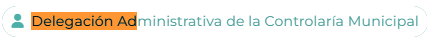 Delegación Administrativa de la Controlaría Municipal